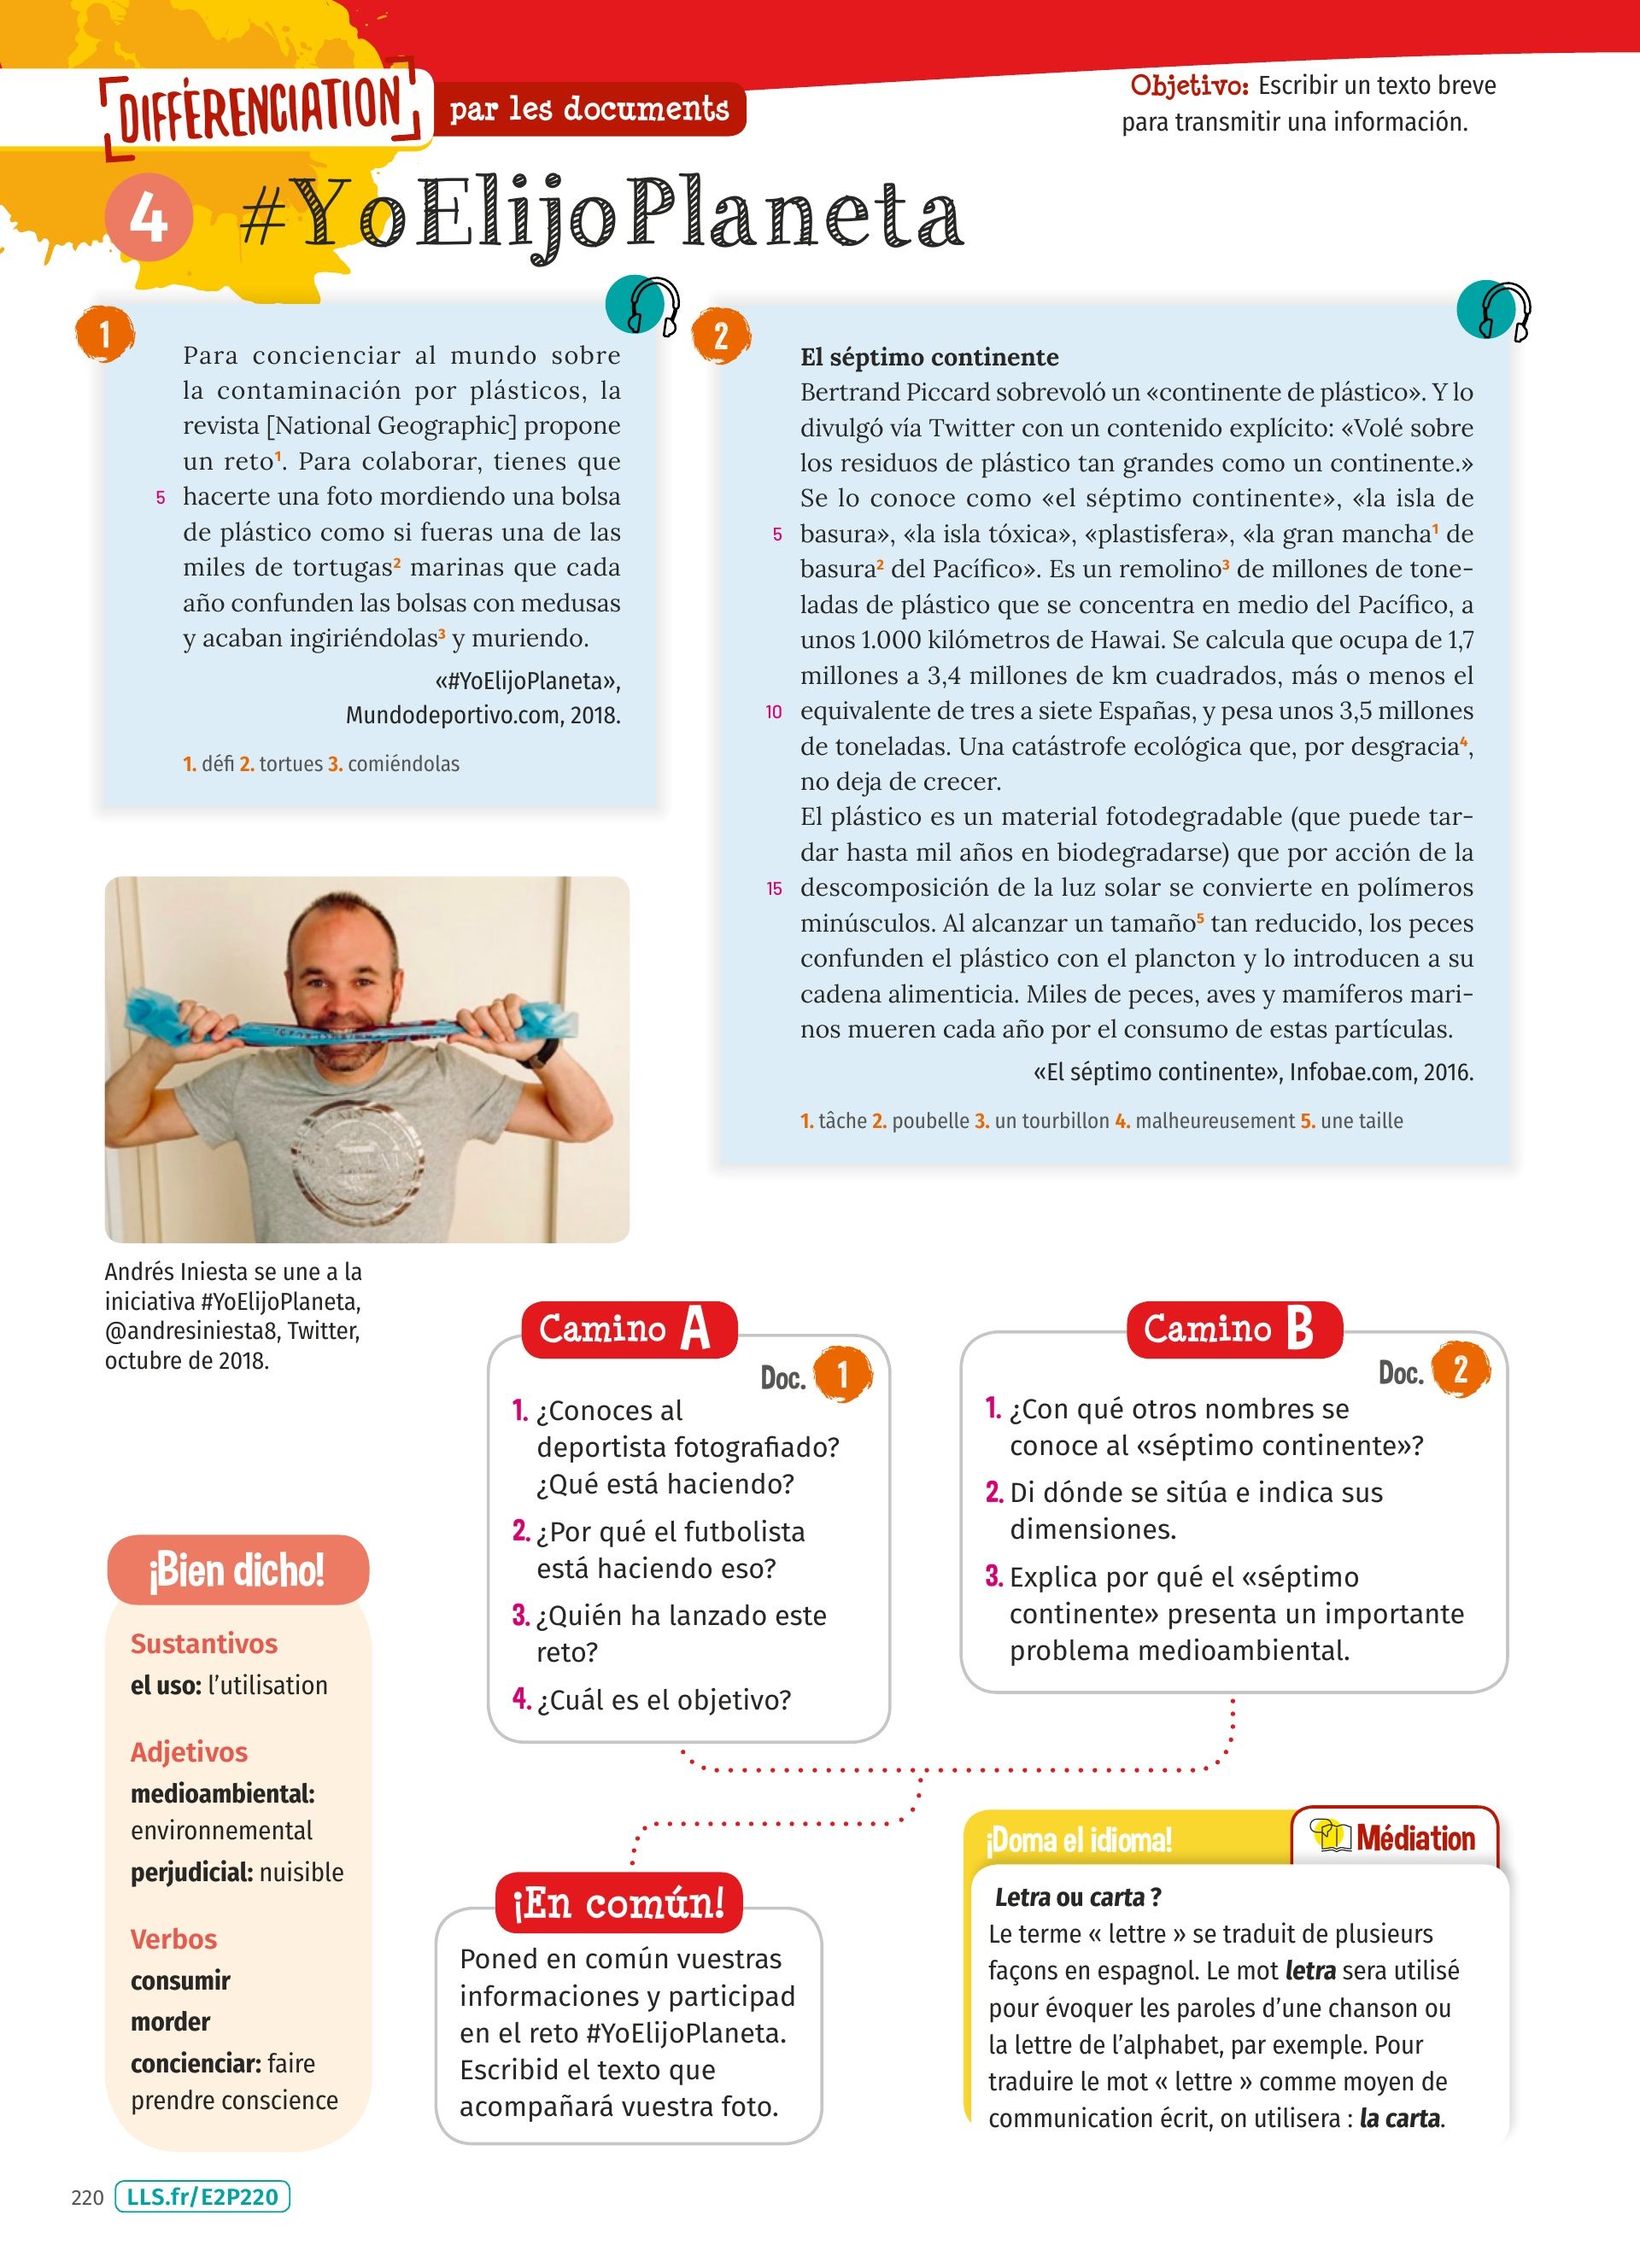 DIFFÉRENCIATION par les documents
Objetivo: Escribir un texto breve
para transmitir una información.
4 #YoElijoPlaneta
1
Para concienciar al mundo sobre
la contaminación por plásticos, la
revista [National Geographic] propone
un reto¹. Para colaborar, tienes que
5 hacerte una foto mordiendo una bolsa
de plástico como si fueras una de las
miles de tortugas² marinas que cada
año confunden las bolsas con medusas
y acaban ingiriéndolas³ y muriendo.
«#YoElijoPlaneta»,
Mundodeportivo.com, 2018.
1. défi 2. tortues 3. comiéndolas
2
El séptimo continente
Bertrand Piccard sobrevoló un «continente de plástico». Y lo
divulgó vía Twitter con un contenido explícito: «Volé sobre
los residuos de plástico tan grandes como un continente.»
Se lo conoce como «el séptimo continente», «la isla de
5 basura», «la isla tóxica», «plastisfera», «la gran mancha¹ de
basura² del Pacífico». Es un remolino³ de millones de tone-
ladas de plástico que se concentra en medio del Pacífico, a
unos 1.000 kilómetros de Hawai. Se calcula que ocupa de 1,7
millones a 3,4 millones de km cuadrados, más o menos el
10 equivalente de tres a siete Españas, y pesa unos 3,5 millones
de toneladas. Una catástrofe ecológica que, por desgracia⁴,
no deja de crecer.
El plástico es un material fotodegradable (que puede tar-
dar hasta mil años en biodegradarse) que por acción de la
15 descomposición de la luz solar se convierte en polímeros
minúsculos. Al alcanzar un tamaño⁵ tan reducido, los peces
confunden el plástico con el plancton y lo introducen a su
cadena alimenticia. Miles de peces, aves y mamíferos mari-
nos mueren cada año por el consumo de estas partículas.
«El séptimo continente», Infobae.com, 2016.
1. tâche 2. poubelle 3. un tourbillon 4. malheureusement 5. une taille
Andrés Iniesta se une a la
iniciativa #YoElijoPlaneta,
@andresiniesta8, Twitter,
octubre de 2018.
Camino A
Doc. 1
1. ¿Conoces al
deportista fotografiado?
¿Qué está haciendo?
2. ¿Por qué el futbolista
está haciendo eso?
3. ¿Quién ha lanzado este
reto?
4. ¿Cuál es el objetivo?
Camino B
Doc. 2
1. ¿Con qué otros nombres se
conoce al «séptimo continente»?
2. Di dónde se sitúa e indica sus
dimensiones.
3. Explica por qué el «séptimo
continente» presenta un importante
problema medioambiental.
¡Bien dicho!
Sustantivos
el uso: l’utilisation
Adjetivos
medioambiental:
environnemental
perjudicial: nuisible
Verbos
consumir
morder
concienciar: faire
prendre conscience
¡En común!
Poned en común vuestras
informaciones y participad
en el reto #YoElijoPlaneta.
Escribid el texto que
acompañará vuestra foto.
¡Doma el idioma!
Médiation
Letra ou carta ?
Le terme « lettre » se traduit de plusieurs
façons en espagnol. Le mot letra sera utilisé
pour évoquer les paroles d’une chanson ou
la lettre de l’alphabet, par exemple. Pour
traduire le mot « lettre » comme moyen de
communication écrit, on utilisera : la carta.
220 LLS.fr/E2P220